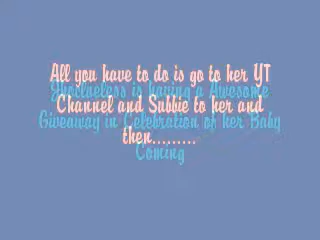 All you have to do is go to her YT
Jhoclueless is having a Awesome
Channel and Subbie to her and
Giveaway in Celebration of her Baby
then.........
Coming